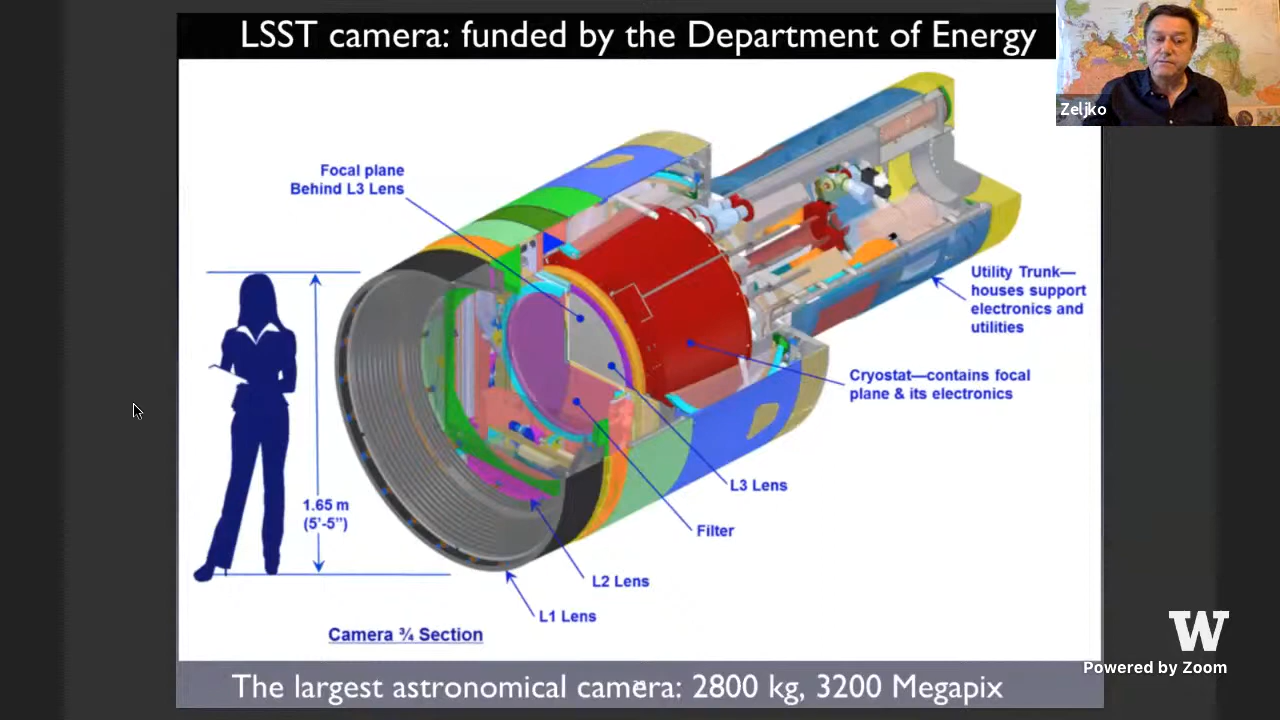 LSST camera: funded by the Department of Energy
Zeljko
Focal plane
Behind L3 Lens
Utility Trunk—
houses support
electronics and
utilities
Cryostat—contains focal
plane & its electronics
1.65 m
(5'-5")
L3 Lens
Filter
L2 Lens
L1 Lens
Camera ¾ Section
W
Powered by Zoom
The largest astronomical camera: 2800 kg, 3200 Megapix